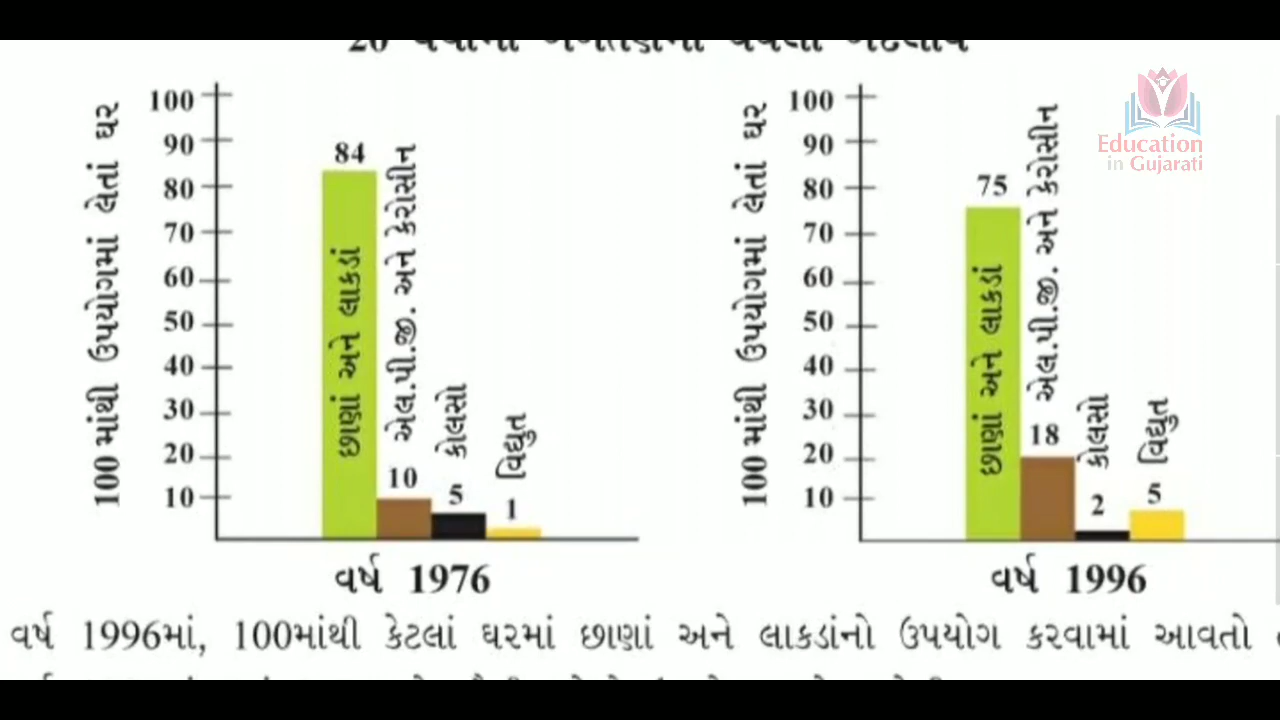 100 માંથી ઉપયોગમાં લેતાં ઘર
100
90
80
70
60
50
40
30
20
10
84
છાણાં અને લાકડાં
10
એલ.પી.જી. અને કેરોસીન
5
કોલસો
1
વિદ્યુત
વર્ષ 1976
100 માંથી ઉપયોગમાં લેતાં ઘર
100
90
80
70
60
50
40
30
20
10
75
છાણાં અને લાકડાં
18
એલ.પી.જી. અને કેરોસીન
2
કોલસો
5
વિદ્યુત
વર્ષ 1996
Education
in Gujarati
વર્ષ 1996માં, 100માંથી કેટલાં ઘરમાં છાણાં અને લાકડાંનો ઉપયોગ કરવામાં આવતો